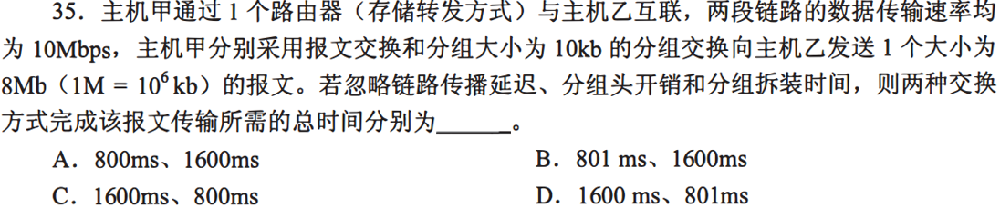 35．主机甲通过 1 个路由器（存储转发方式）与主机乙互联，两段链路的数据传输速率均
为 10Mbps，主机甲分别采用报文交换和分组大小为 10kb 的分组交换向主机乙发送 1 个大小为
8Mb（1M = 10⁶ kb）的报文。若忽略链路传播延迟、分组头开销和分组拆装时间，则两种交换
方式完成该报文传输所需的总时间分别为______。
A．800ms、1600ms B．801 ms、1600ms
C．1600ms、800ms D．1600 ms、801ms